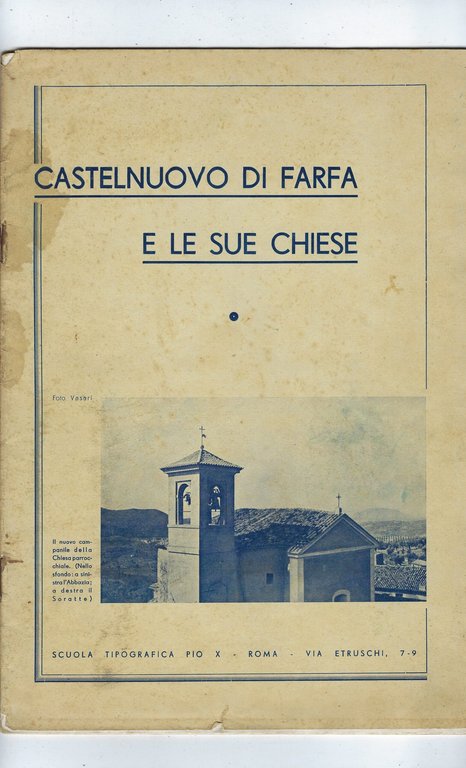 CASTELNUOVO DI FARFA
E LE SUE CHIESE
Foto Vasari
Il nuovo cam-
panile della
Chiesa parroc-
chiale. (Nello
sfondo: a sini-
stra l'Abbazia;
a destra il
Soratte)
SCUOLA TIPOGRAFICA PIO X - ROMA - VIA ETRUSCHI, 7-9